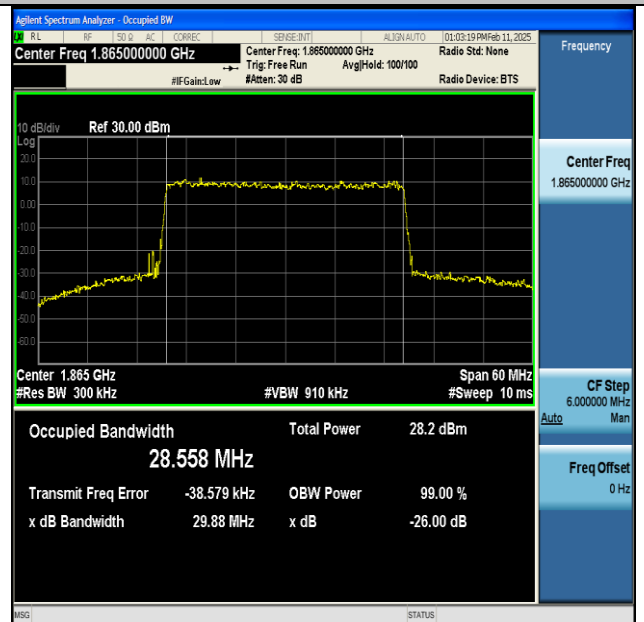 Agilent Spectrum Analyzer - Occupied BW
LXI RL RF 50 Ω AC CORREC SENSE:INT ALIGN AUTO 01:03:19 PM Feb 11, 2025
Center Freq 1.865000000 GHz
Center Freq: 1.865000000 GHz
Radio Std: None
Trig: Free Run Avg|Hold: 100/100
#IFGain:Low #Atten: 30 dB Radio Device: BTS
10 dB/div Ref 30.00 dBm
Log
20.0
10.0
0.00
-10.0
-20.0
-30.0
-40.0
-50.0
-60.0
Center 1.865 GHz Span 60 MHz
#Res BW 300 kHz #VBW 910 kHz #Sweep 10 ms
Occupied Bandwidth Total Power 28.2 dBm
28.558 MHz
Transmit Freq Error -38.579 kHz OBW Power 99.00 %
x dB Bandwidth 29.88 MHz x dB -26.00 dB
MSG STATUS
Frequency
Center Freq
1.865000000 GHz
CF Step
6.000000 MHz
Auto Man
Freq Offset
0 Hz